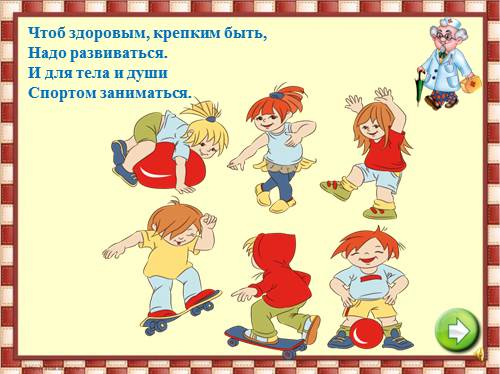 Чтоб здоровым, крепким быть,
Надо развиваться.
И для тела и души
Спортом заниматься.